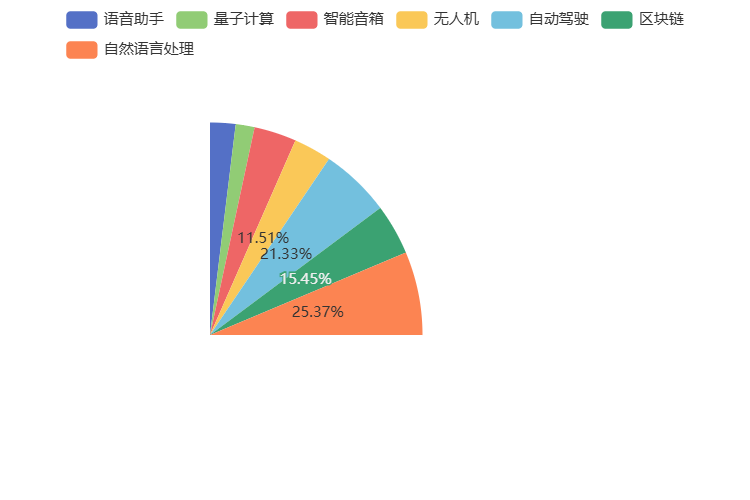 语音助手 量子计算 智能音箱 无人机 自动驾驶 区块链
自然语言处理
11.51%
21.33%
15.45%
25.37%